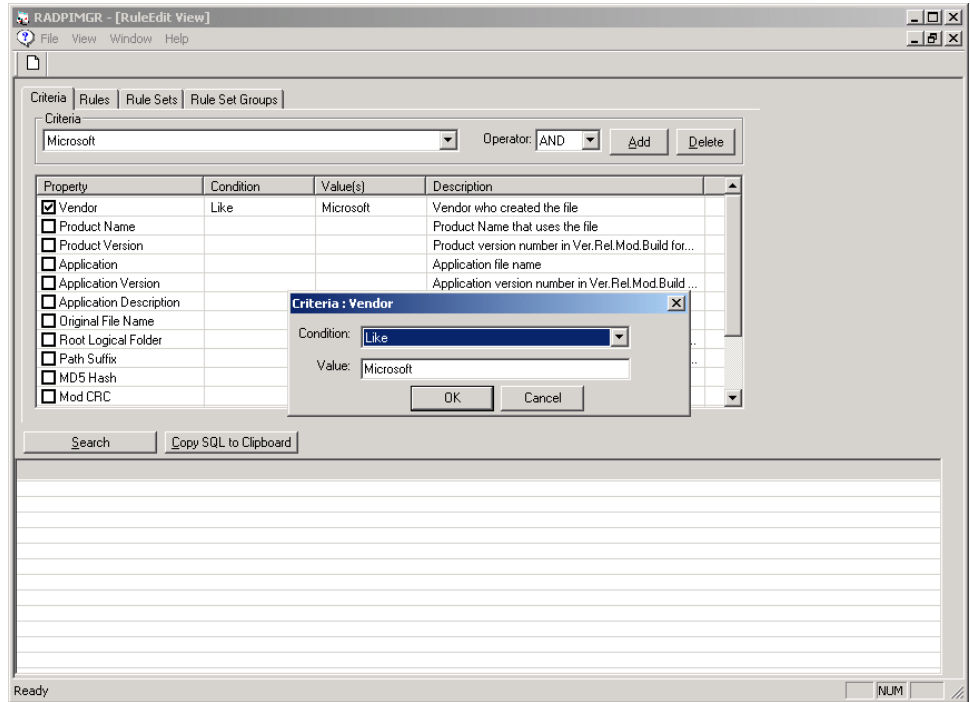 RADPIMGR - [RuleEdit View]
File View Window Help
Criteria Rules Rule Sets Rule Set Groups
Criteria
Microsoft Operator: AND Add Delete
Property Condition Value(s) Description
Vendor Like Microsoft Vendor who created the file
Product Name Product Name that uses the file
Product Version Product version number in Ver.Rel.Mod.Build for...
Application Application file name
Application Version Application version number in Ver.Rel.Mod.Build ...
Application Description
Original File Name
Root Logical Folder
Path Suffix
MD5 Hash
Mod CRC
Criteria : Vendor
Condition: Like
Value: Microsoft
OK Cancel
Search Copy SQL to Clipboard
Ready NUM